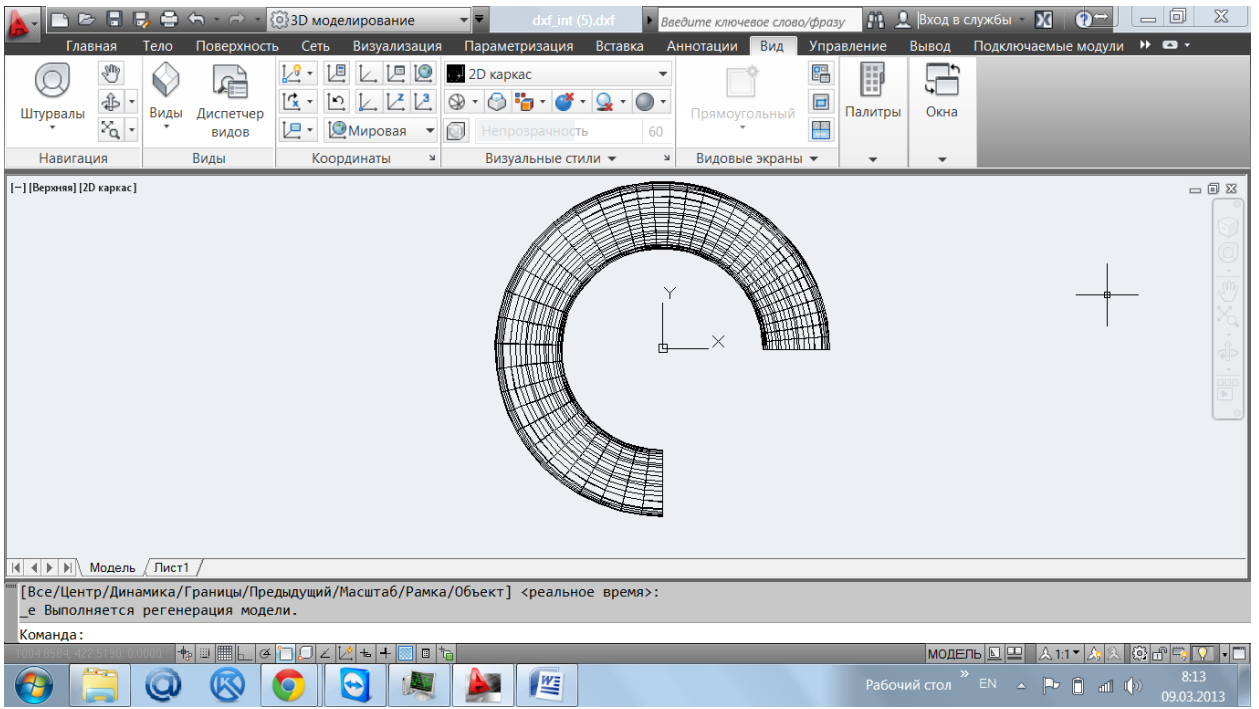 3D моделирование
dxf_int (5).dxf
Введите ключевое слово/фразу
Вход в службы
Главная Тело Поверхность Сеть Визуализация Параметризация Вставка Аннотации Вид Управление Вывод Подключаемые модули
Штурвалы
Виды
Диспетчер видов
Мировая
2D каркас
Непрозрачность 60
Прямоугольный
Палитры
Окна
Навигация Виды Координаты Визуальные стили Видовые экраны
[−] [Верхняя] [2D каркас]
Y
X
Модель Лист1
[Все/Центр/Динамика/Границы/Предыдущий/Масштаб/Рамка/Объект] <реальное время>:
_е Выполняется регенерация модели.
Команда:
МОДЕЛЬ 1:1
Рабочий стол » EN 8:13
09.03.2013